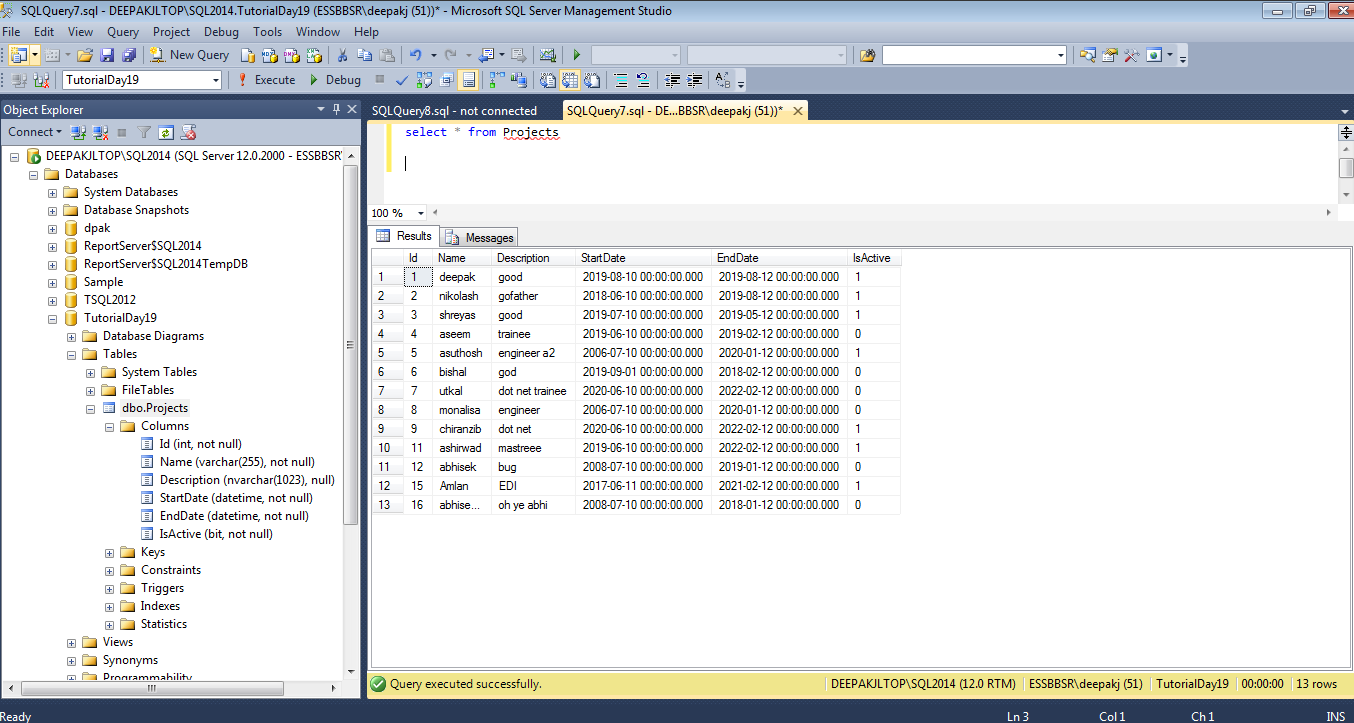 SQLQuery7.sql - DEEPAKJLTOP\SQL2014.TutorialDay19 (ESSBBSR\deepakj (51))* - Microsoft SQL Server Management Studio
File Edit View Query Project Debug Tools Window Help
New Query
TutorialDay19 Execute Debug
Object Explorer
Connect
DEEPAKJLTOP\SQL2014 (SQL Server 12.0.2000 - ESSBBSR
Databases
System Databases
Database Snapshots
dpak
ReportServer$SQL2014
ReportServer$SQL2014TempDB
Sample
TSQL2012
TutorialDay19
Database Diagrams
Tables
System Tables
FileTables
dbo.Projects
Columns
Id (int, not null)
Name (varchar(255), not null)
Description (nvarchar(1023), null)
StartDate (datetime, not null)
EndDate (datetime, not null)
IsActive (bit, not null)
Keys
Constraints
Triggers
Indexes
Statistics
Views
Synonyms
Programmability
SQLQuery8.sql - not connected SQLQuery7.sql - DE...BBSR\deepakj (51))*
select * from Projects
100 %
Results Messages
Id Name Description StartDate EndDate IsActive
1 1 deepak good 2019-08-10 00:00:00.000 2019-08-12 00:00:00.000 1
2 2 nikolash gofather 2018-06-10 00:00:00.000 2019-08-12 00:00:00.000 1
3 3 shreyas good 2019-07-10 00:00:00.000 2019-05-12 00:00:00.000 1
4 4 aseem trainee 2019-06-10 00:00:00.000 2019-02-12 00:00:00.000 0
5 5 asuthosh engineer a2 2006-07-10 00:00:00.000 2020-01-12 00:00:00.000 1
6 6 bishal god 2019-09-01 00:00:00.000 2018-02-12 00:00:00.000 0
7 7 utkal dot net trainee 2020-06-10 00:00:00.000 2022-02-12 00:00:00.000 0
8 8 monalisa engineer 2006-07-10 00:00:00.000 2020-01-12 00:00:00.000 0
9 9 chiranzib dot net 2020-06-10 00:00:00.000 2022-02-12 00:00:00.000 1
10 11 ashirwad mastreee 2019-06-10 00:00:00.000 2022-02-12 00:00:00.000 1
11 12 abhisek bug 2008-07-10 00:00:00.000 2019-01-12 00:00:00.000 0
12 15 Amlan EDI 2017-06-11 00:00:00.000 2021-02-12 00:00:00.000 1
13 16 abhise... oh ye abhi 2008-07-10 00:00:00.000 2018-01-12 00:00:00.000 0
Query executed successfully. DEEPAKJLTOP\SQL2014 (12.0 RTM) ESSBBSR\deepakj (51) TutorialDay19 00:00:00 13 rows
Ready Ln 3 Col 1 Ch 1 INS